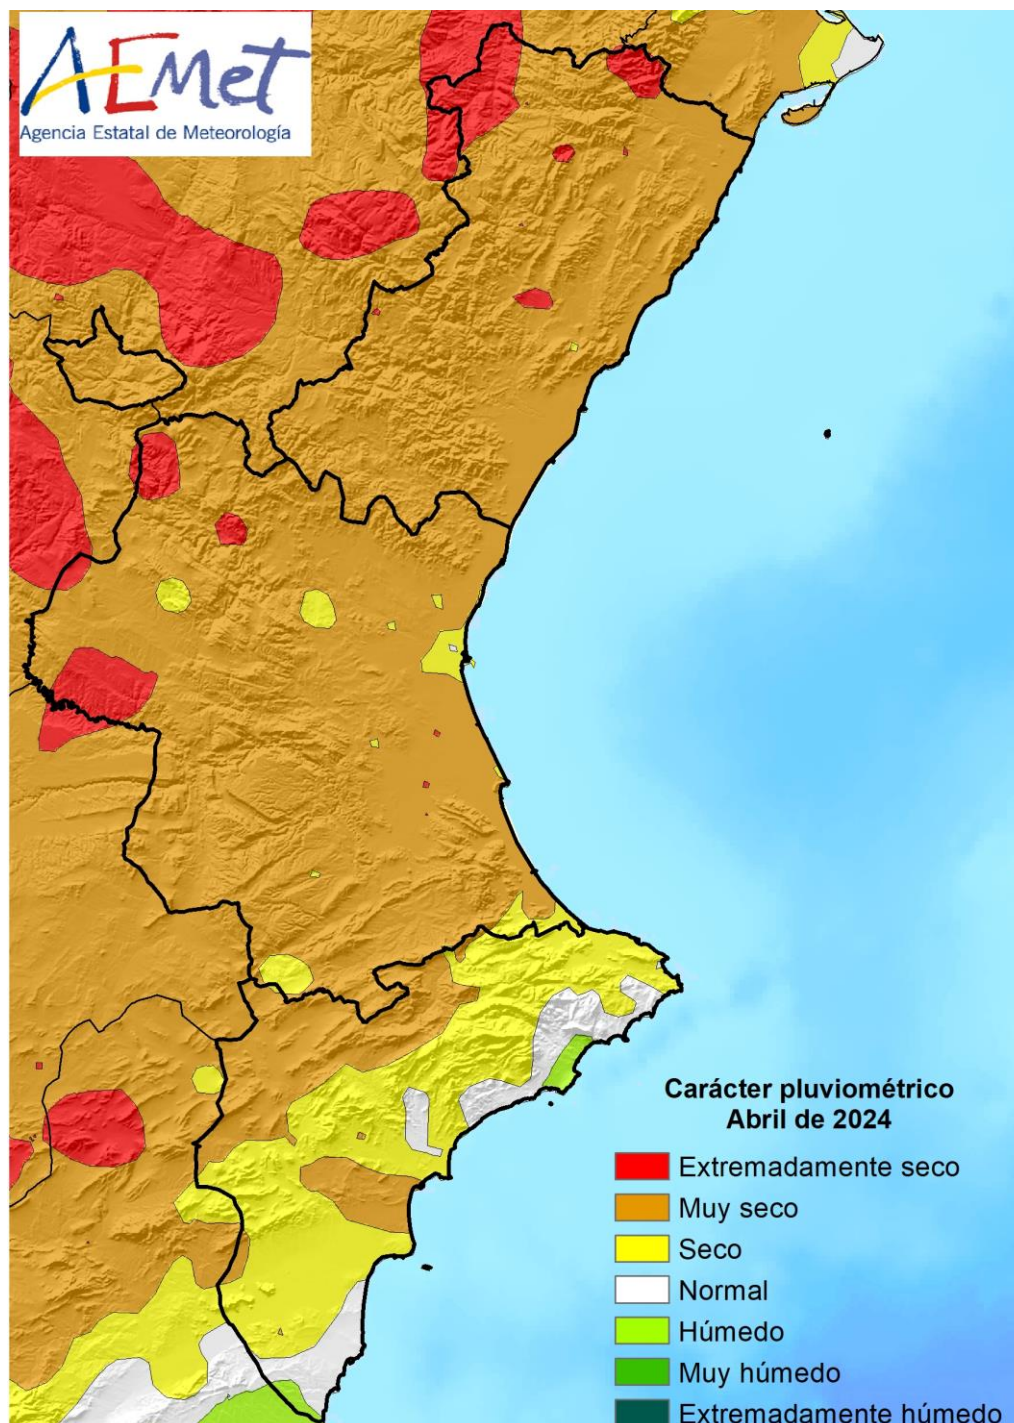 AEMet
Agencia Estatal de Meteorología
Carácter pluviométrico
Abril de 2024
Extremadamente seco
Muy seco
Seco
Normal
Húmedo
Muy húmedo
Extremadamente húmedo